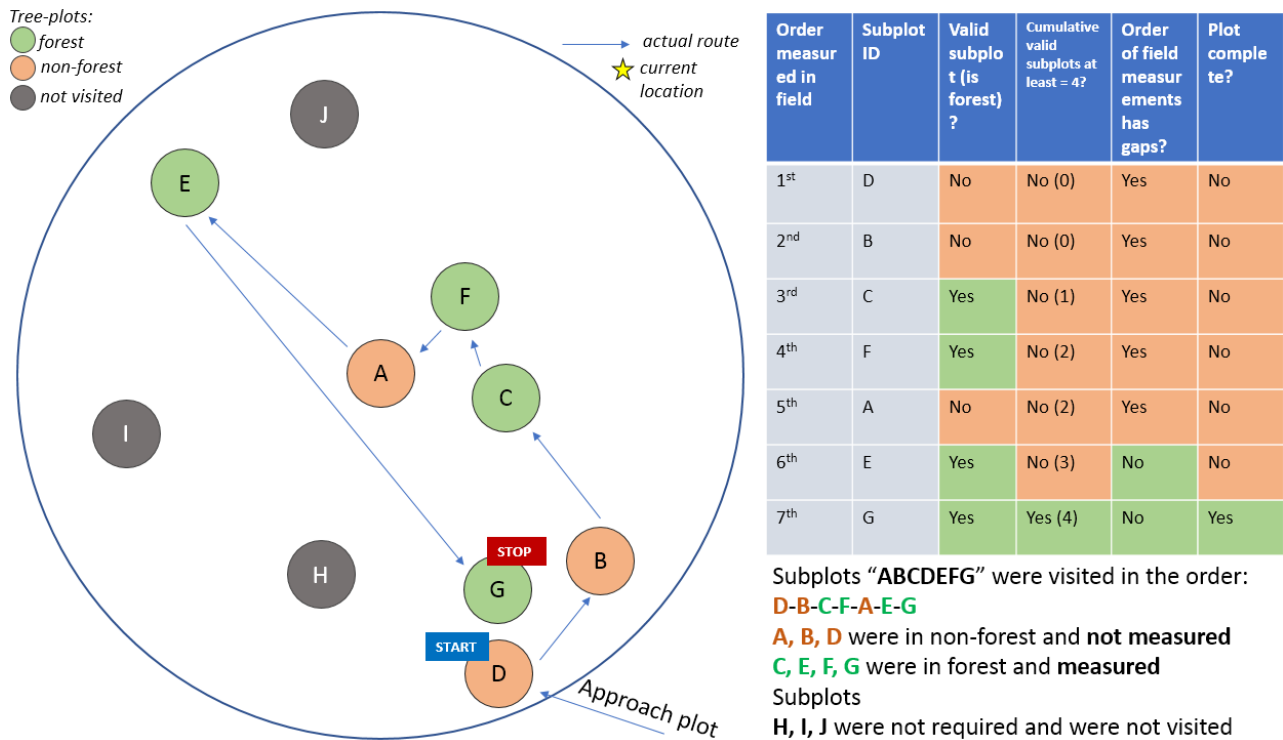 Tree-plots:
forest
non-forest
not visited
actual route
current
location
J
E
F
A
C
I
B
H
STOP
G
START
D
Approach plot
Order measur ed in field | Subplot ID | Valid subplo t (is forest) ? | Cumulative valid subplots at least = 4? | Order of field measur ements has gaps? | Plot comple te?
1st | D | No | No (0) | Yes | No
2nd | B | No | No (0) | Yes | No
3rd | C | Yes | No (1) | Yes | No
4th | F | Yes | No (2) | Yes | No
5th | A | No | No (2) | Yes | No
6th | E | Yes | No (3) | No | No
7th | G | Yes | Yes (4) | No | Yes
Subplots “ABCDEFG” were visited in the order:
D-B-C-F-A-E-G
A, B, D were in non-forest and not measured
C, E, F, G were in forest and measured
Subplots
H, I, J were not required and were not visited